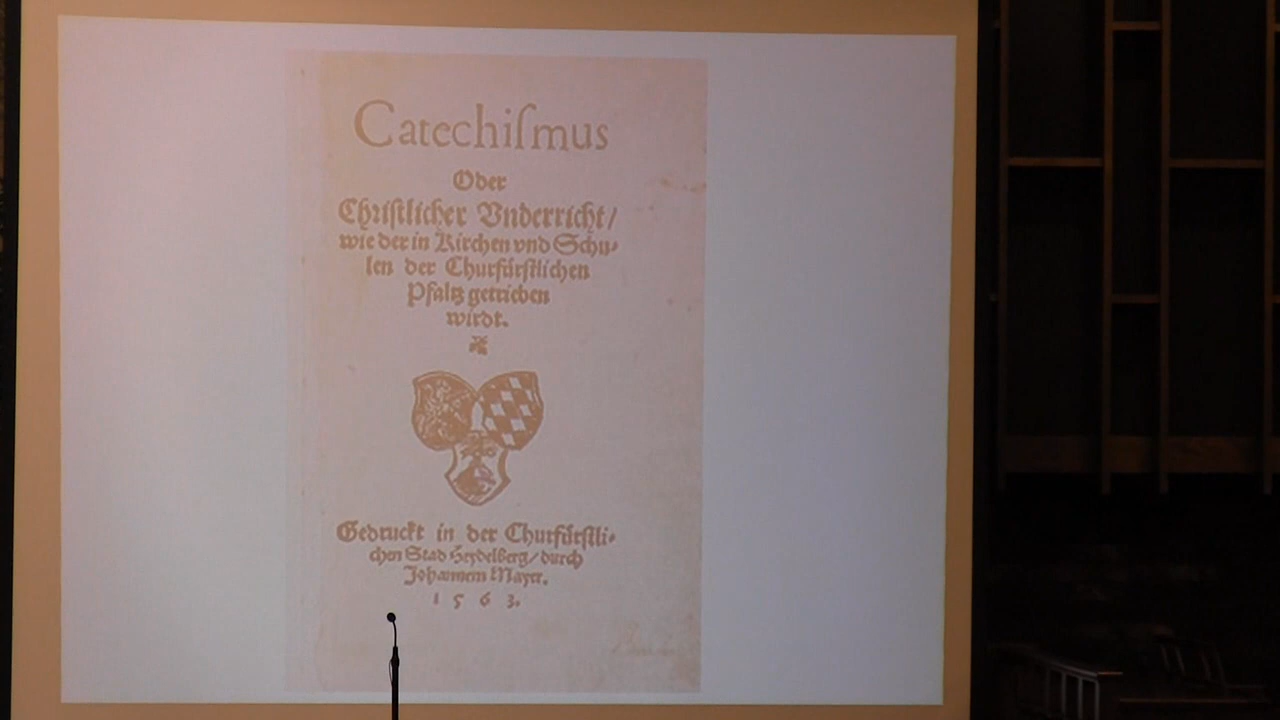 Catechiſmus
Oder
Chriſtlicher Vnderricht/
wie der in Kirchen vnd Schu-
len der Churfürſtlichen
Pfaltz getrieben
wirdt.
Gedruckt in der Churfürſtli-
chen Stad Heydelberg/ durch
Johannem Mayer.
1 5 6 3.